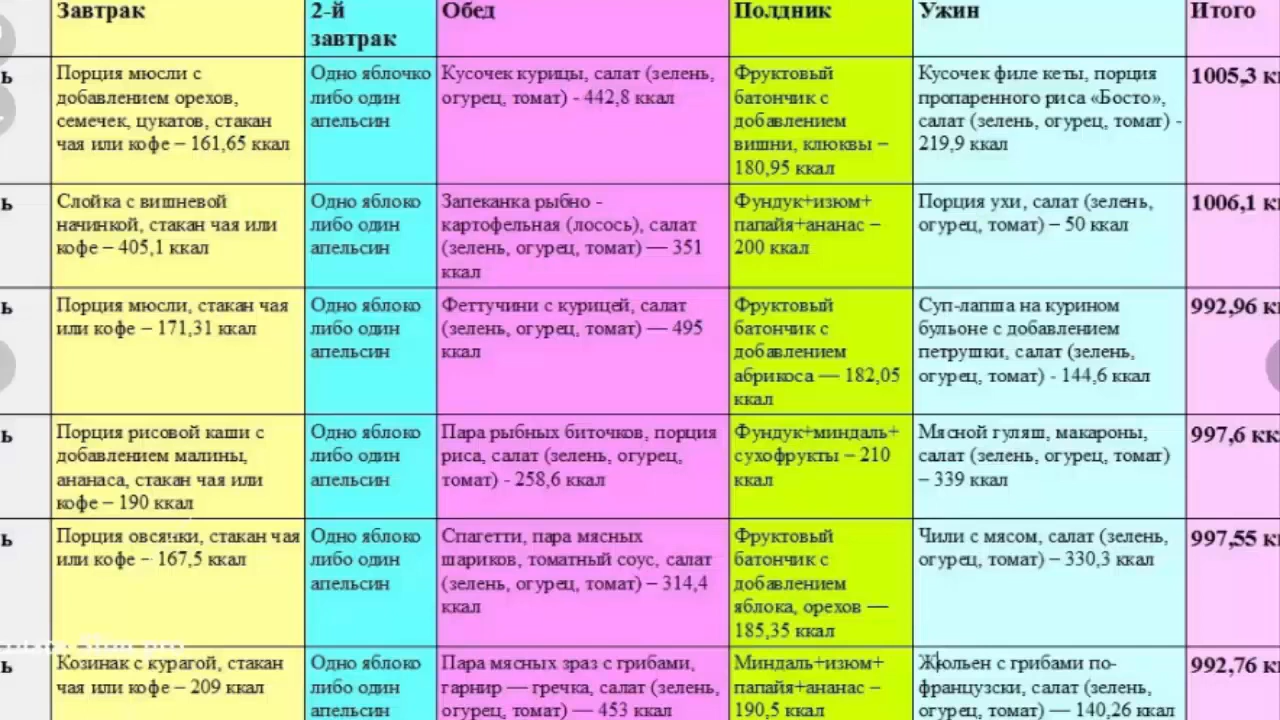 Завтрак
2-й
завтрак
Обед
Полдник
Ужин
Итого
ь
Порция мюсли с
добавлением орехов,
семечек, цукатов, стакан
чая или кофе – 161,65 ккал
Одно яблочко
либо один
апельсин
Кусочек курицы, салат (зелень,
огурец, томат) - 442,8 ккал
Фруктовый
батончик с
добавлением
вишни, клюквы –
180,95 ккал
Кусочек филе кеты, порция
пропаренного риса «Босто»,
салат (зелень, огурец, томат) -
219,9 ккал
1005,3 кк
ь
Слойка с вишневой
начинкой, стакан чая или
кофе – 405,1 ккал
Одно яблоко
либо один
апельсин
Запеканка рыбно -
картофельная (лосось), салат
(зелень, огурец, томат) — 351
ккал
Фундук+изюм+
папайя+ананас –
200 ккал
Порция ухи, салат (зелень,
огурец, томат) – 50 ккал
1006,1 кк
ь
Порция мюсли, стакан чая
или кофе – 171,31 ккал
Одно яблоко
либо один
апельсин
Феттучини с курицей, салат
(зелень, огурец, томат) — 495
ккал
Фруктовый
батончик с
добавлением
абрикоса — 182,05
ккал
Суп-лапша на курином
бульоне с добавлением
петрушки, салат (зелень,
огурец, томат) - 144,6 ккал
992,96 кк
ь
Порция рисовой каши с
добавлением малины,
ананаса, стакан чая или
кофе – 190 ккал
Одно яблоко
либо один
апельсин
Пара рыбных биточков, порция
риса, салат (зелень, огурец,
томат) - 258,6 ккал
Фундук+миндаль+
сухофрукты – 210
ккал
Мясной гуляш, макароны,
салат (зелень, огурец, томат)
– 339 ккал
997,6 кк
ь
Порция овсянки, стакан чая
или кофе – 167,5 ккал
Одно яблоко
либо один
апельсин
Спагетти, пара мясных
шариков, томатный соус, салат
(зелень, огурец, томат) – 314,4
ккал
Фруктовый
батончик с
добавлением
яблока, орехов —
185,35 ккал
Чили с мясом, салат (зелень,
огурец, томат) – 330,3 ккал
997,55 кк
ь
Козинак с курагой, стакан
чая или кофе – 209 ккал
Одно яблоко
либо один
апельсин
Пара мясных зраз с грибами,
гарнир — гречка, салат (зелень,
огурец, томат) — 453 ккал
Миндаль+изюм+
папайя+ананас –
190,5 ккал
Жюльен с грибами по-
французски, салат (зелень,
огурец, томат) — 140,26 ккал
992,76 кк